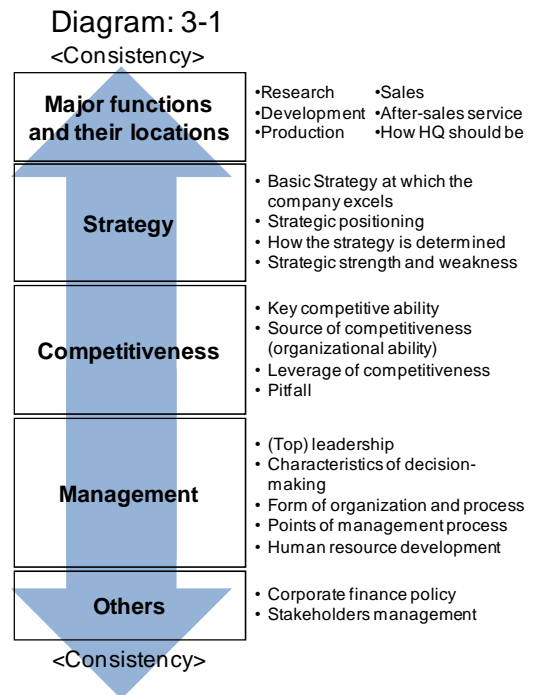 Diagram: 3-1
<Consistency>
Major functions
and their locations
•Research
•Development
•Production
•Sales
•After-sales service
•How HQ should be
Strategy
• Basic Strategy at which the
company excels
• Strategic positioning
• How the strategy is determined
• Strategic strength and weakness
Competitiveness
• Key competitive ability
• Source of competitiveness
(organizational ability)
• Leverage of competitiveness
• Pitfall
Management
• (Top) leadership
• Characteristics of decision-
making
• Form of organization and process
• Points of management process
• Human resource development
Others
• Corporate finance policy
• Stakeholders management
<Consistency>